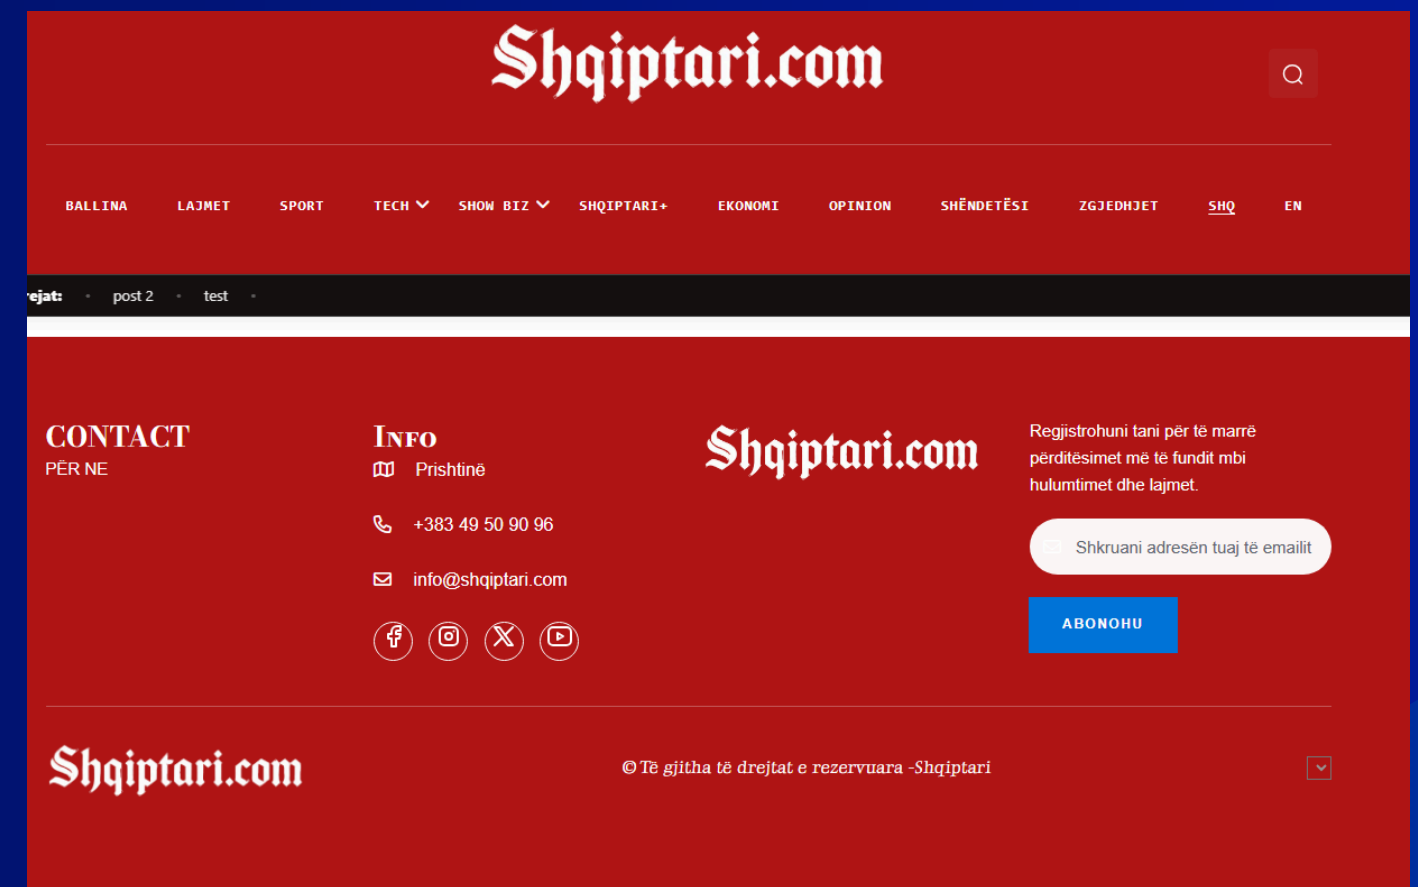 Shqiptari.com
BALLINA LAJMET SPORT TECH SHOW BIZ SHQIPTARI+ EKONOMI OPINION SHËNDETËSI ZGJEDHJET SHQ EN
post 2 test
CONTACT
PËR NE
INFO
Prishtinë
+383 49 50 90 96
info@shqiptari.com
Shqiptari.com
Regjistrohuni tani për të marrë
përditësimet më të fundit mbi
hulumtimet dhe lajmet.
Shkruani adresën tuaj të emailit
ABONOHU
Shqiptari.com
© Të gjitha të drejtat e rezervuara -Shqiptari